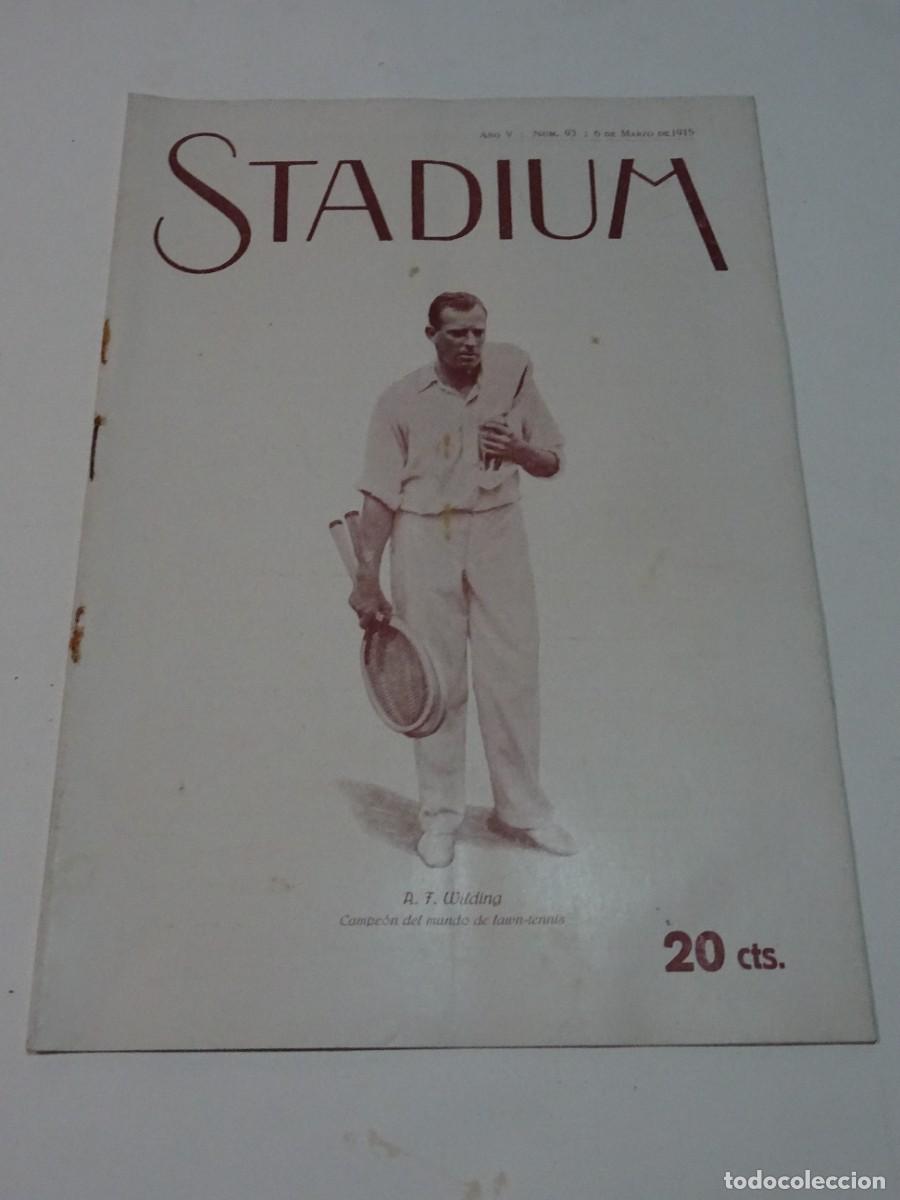 Año V : Núm. 93 : 6 de Marzo de 1915
STADIUM
A. F. Wilding
Campeón del mundo de lawn-tennis
20 cts.
todocoleccion